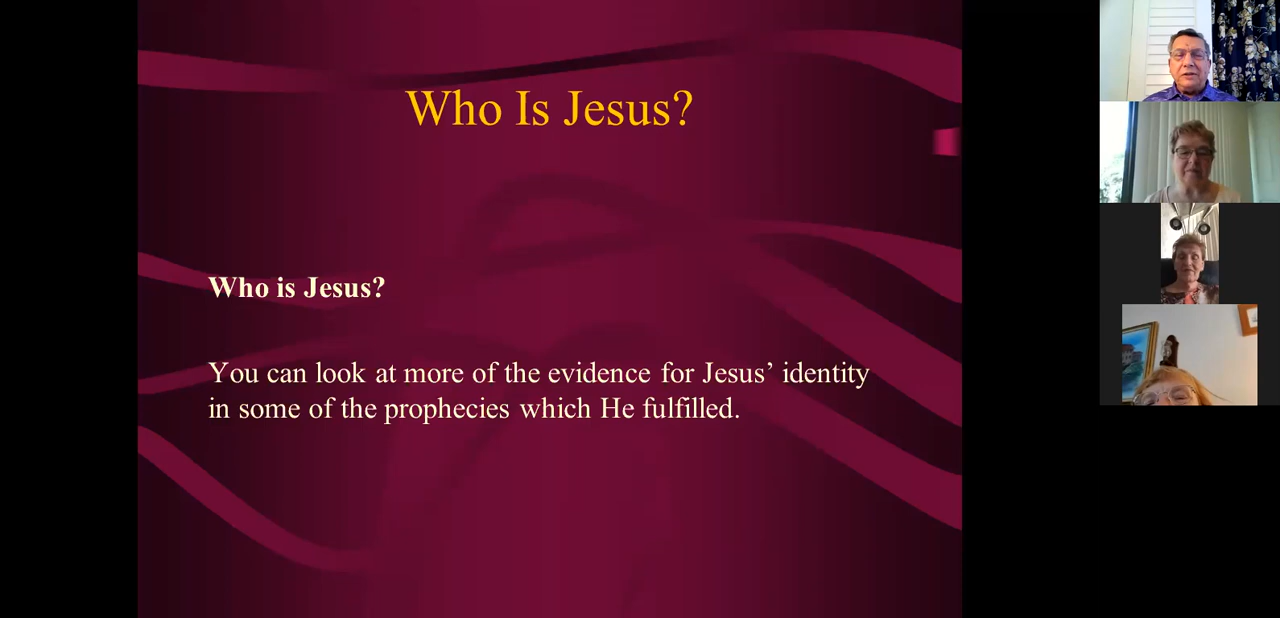 Who Is Jesus?
Who is Jesus?
You can look at more of the evidence for Jesus’ identity
in some of the prophecies which He fulfilled.